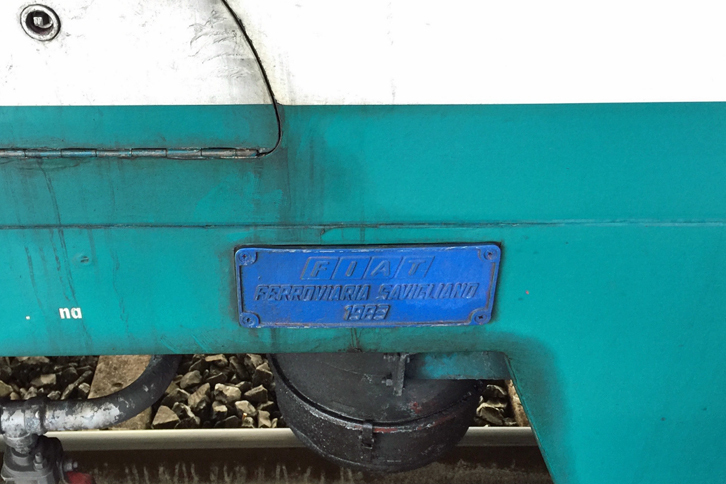 FIAT
FERROVIARIA SAVIGLIANO
1983
. na